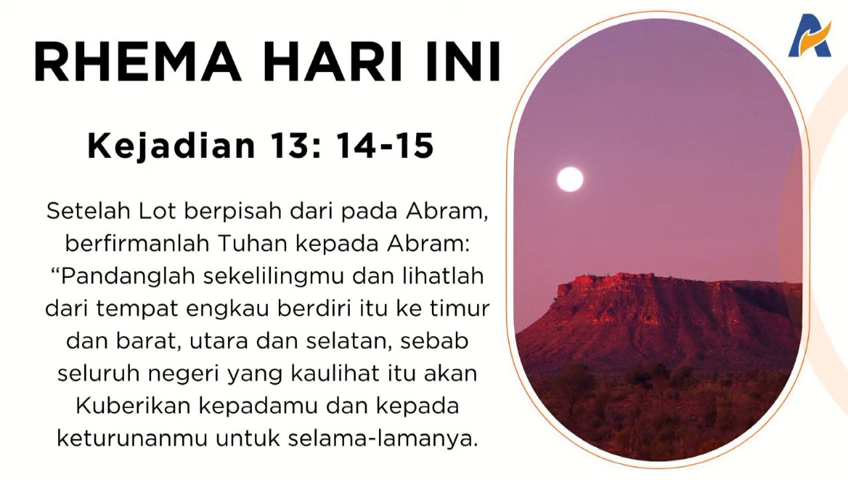 RHEMA HARI INI
Kejadian 13: 14-15
Setelah Lot berpisah dari pada Abram,
berfirmanlah Tuhan kepada Abram:
“Pandanglah sekelilingmu dan lihatlah
dari tempat engkau berdiri itu ke timur
dan barat, utara dan selatan, sebab
seluruh negeri yang kaulihat itu akan
Kuberikan kepadamu dan kepada
keturunanmu untuk selama-lamanya.